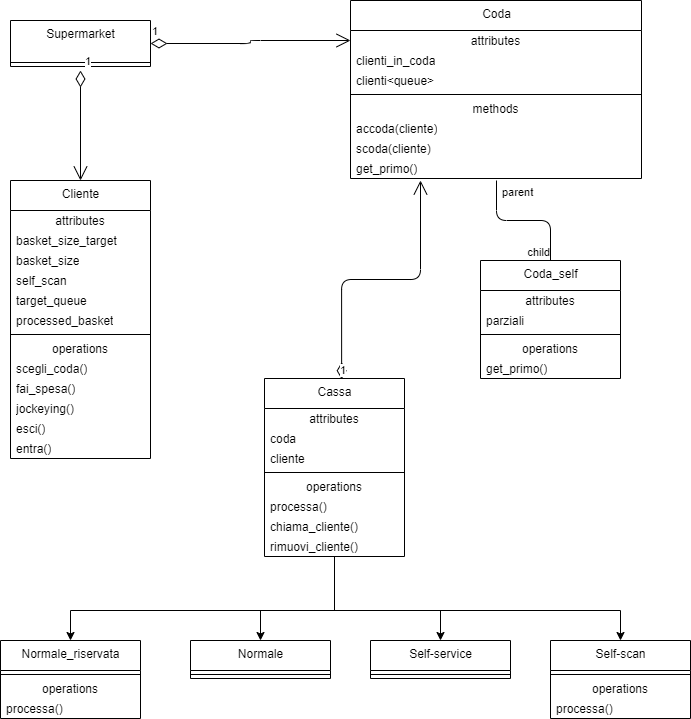 Supermarket
1
1
Coda
attributes
clienti_in_coda
clienti<queue>
methods
accoda(cliente)
scoda(cliente)
get_primo()
Cliente
attributes
basket_size_target
basket_size
self_scan
target_queue
processed_basket
operations
scegli_coda()
fai_spesa()
jockeying()
esci()
entra()
parent
child
Coda_self
attributes
parziali
operations
get_primo()
1
Cassa
attributes
coda
cliente
operations
processa()
chiama_cliente()
rimuovi_cliente()
Normale_riservata
operations
processa()
Normale
Self-service
Self-scan
operations
processa()